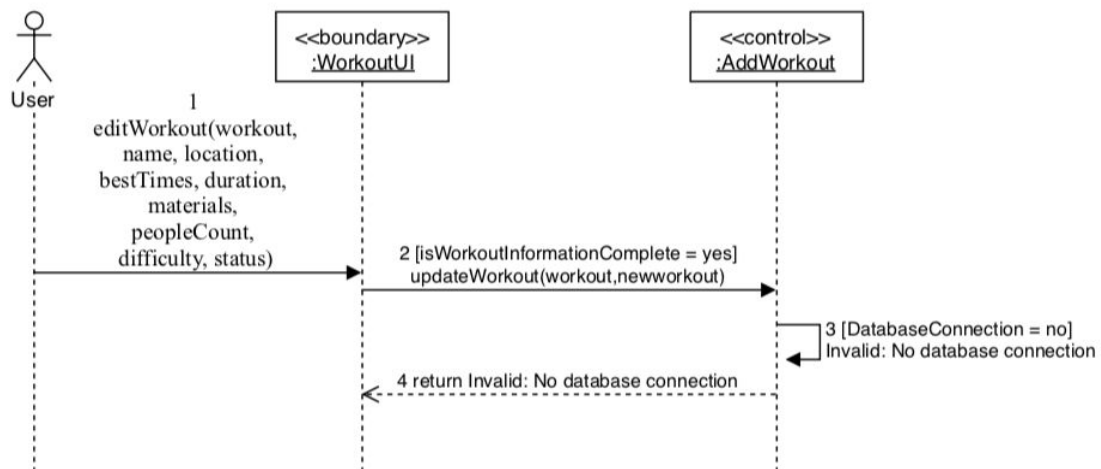 <<boundary>>
:WorkoutUI
<<control>>
:AddWorkout
User
1
editWorkout(workout,
name, location,
bestTimes, duration,
materials,
peopleCount,
difficulty, status)
2 [isWorkoutInformationComplete = yes]
updateWorkout(workout,newworkout)
3 [DatabaseConnection = no]
Invalid: No database connection
4 return Invalid: No database connection